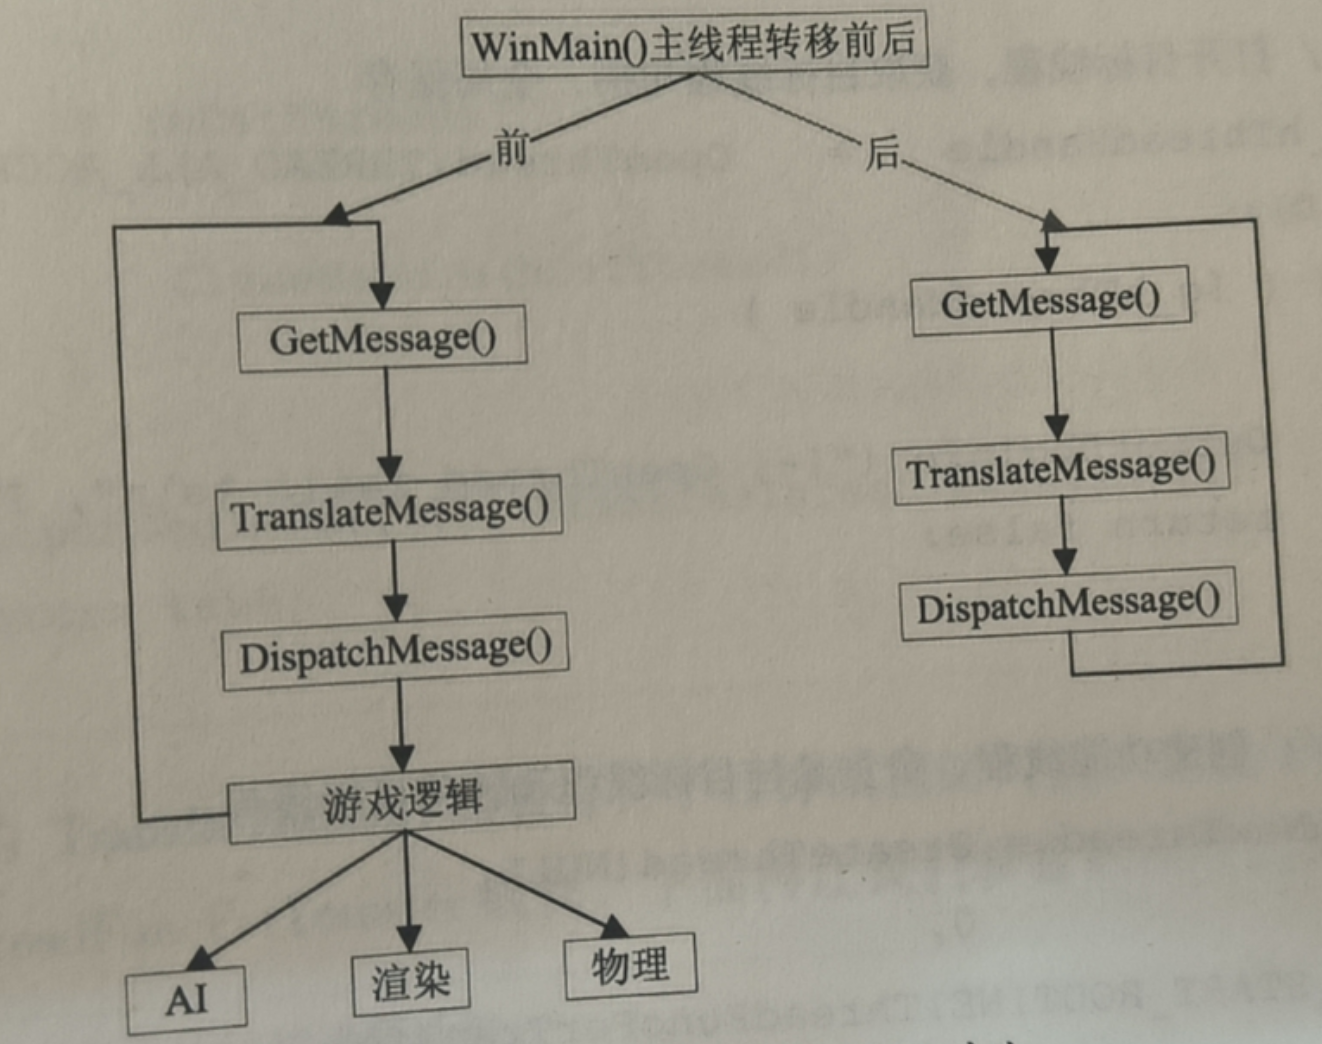 WinMain()主线程转移前后
前
后
GetMessage()
TranslateMessage()
DispatchMessage()
游戏逻辑
AI
渲染
物理
GetMessage()
TranslateMessage()
DispatchMessage()